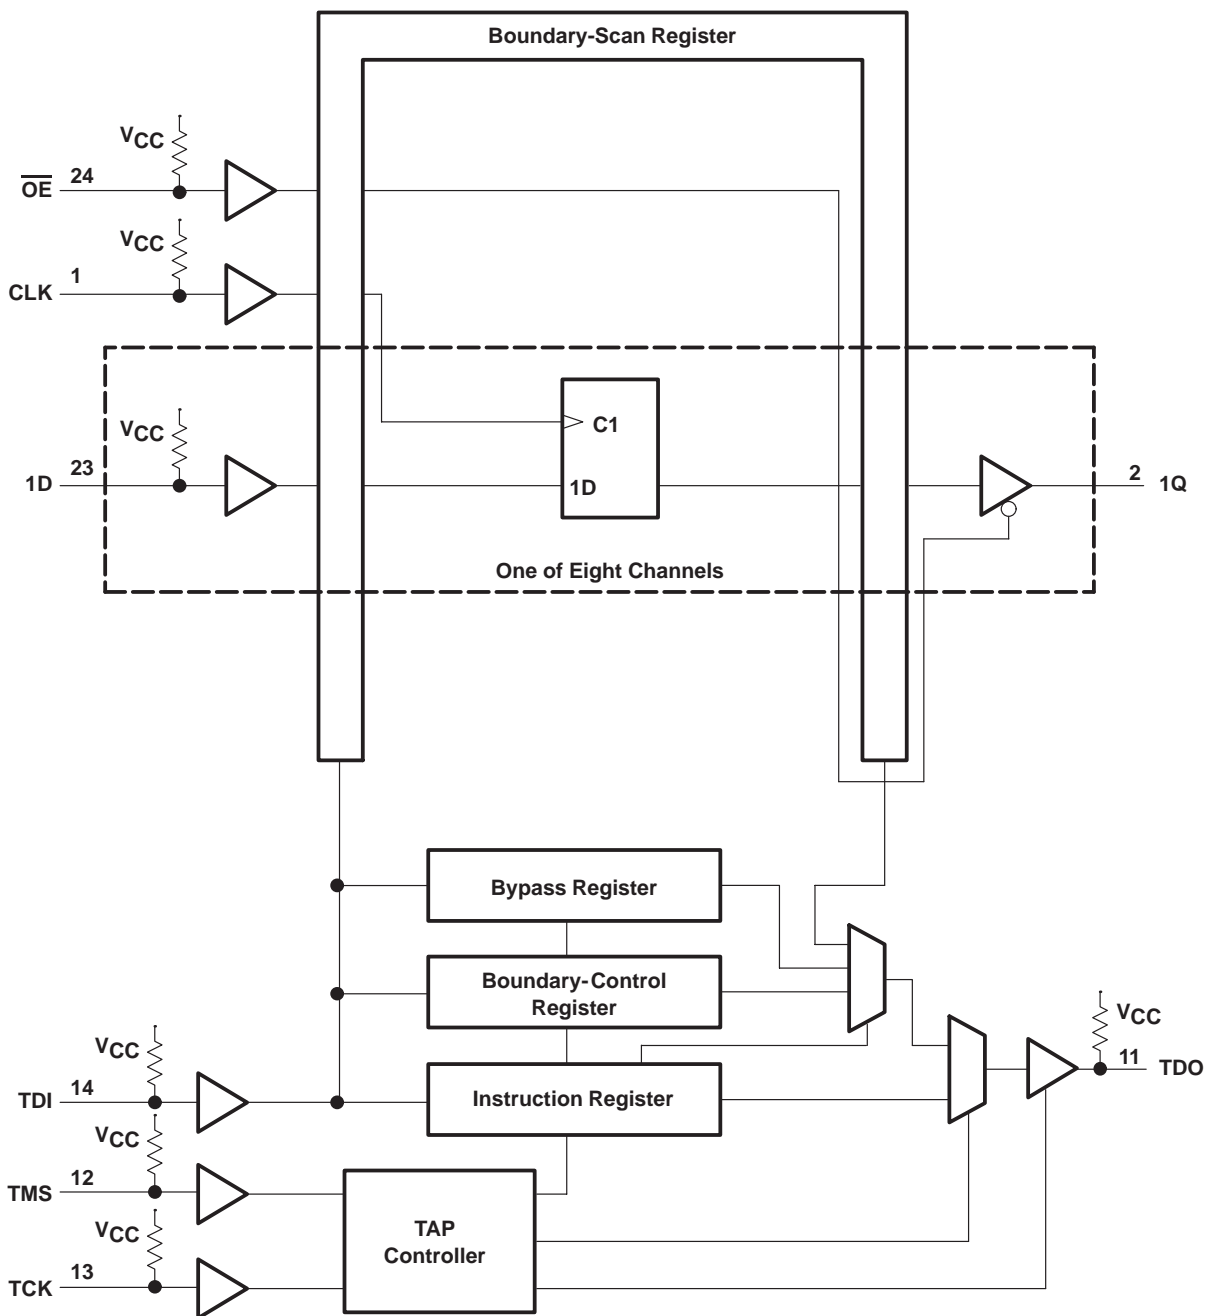 Boundary-Scan Register
VCC
OE 24
VCC
CLK 1
VCC
1D 23
C1
1D
2 1Q
One of Eight Channels
Bypass Register
Boundary-Control
Register
VCC
VCC
TDI 14
Instruction Register
11 TDO
VCC
TMS 12
TAP
Controller
VCC
TCK 13